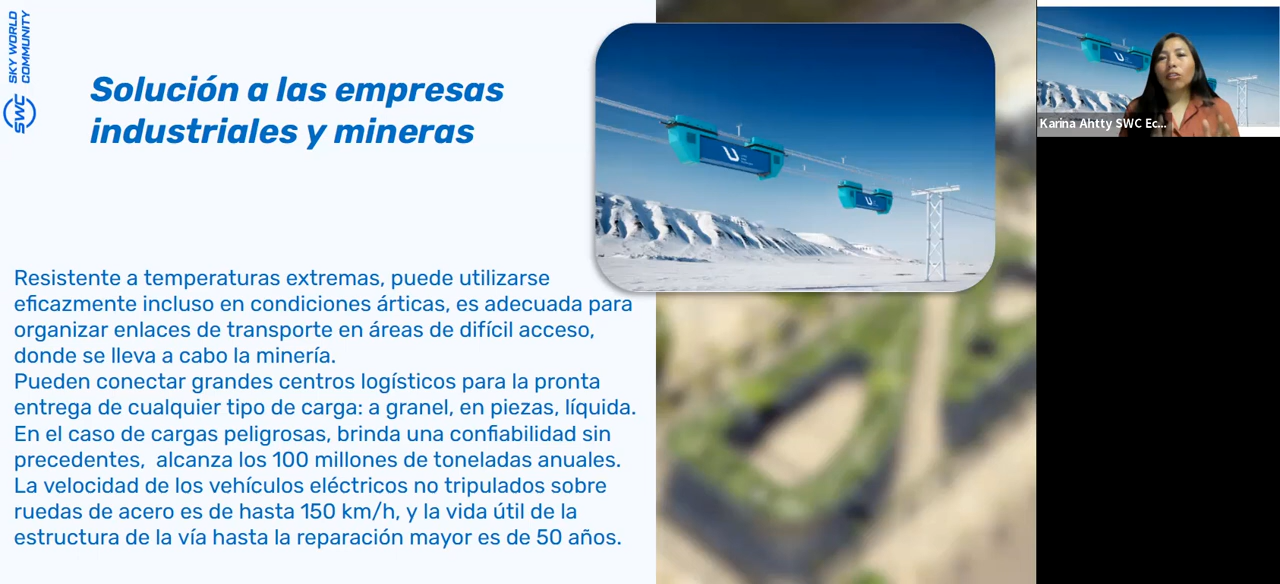 SKY WORLD
COMMUNITY
SWC
Solución a las empresas
industriales y mineras
Resistente a temperaturas extremas, puede utilizarse
eficazmente incluso en condiciones árticas, es adecuada para
organizar enlaces de transporte en áreas de difícil acceso,
donde se lleva a cabo la minería.
Pueden conectar grandes centros logísticos para la pronta
entrega de cualquier tipo de carga: a granel, en piezas, líquida.
En el caso de cargas peligrosas, brinda una confiabilidad sin
precedentes,  alcanza los 100 millones de toneladas anuales.
La velocidad de los vehículos eléctricos no tripulados sobre
ruedas de acero es de hasta 150 km/h, y la vida útil de la
estructura de la vía hasta la reparación mayor es de 50 años.
Karina Ahtty SWC Ec...